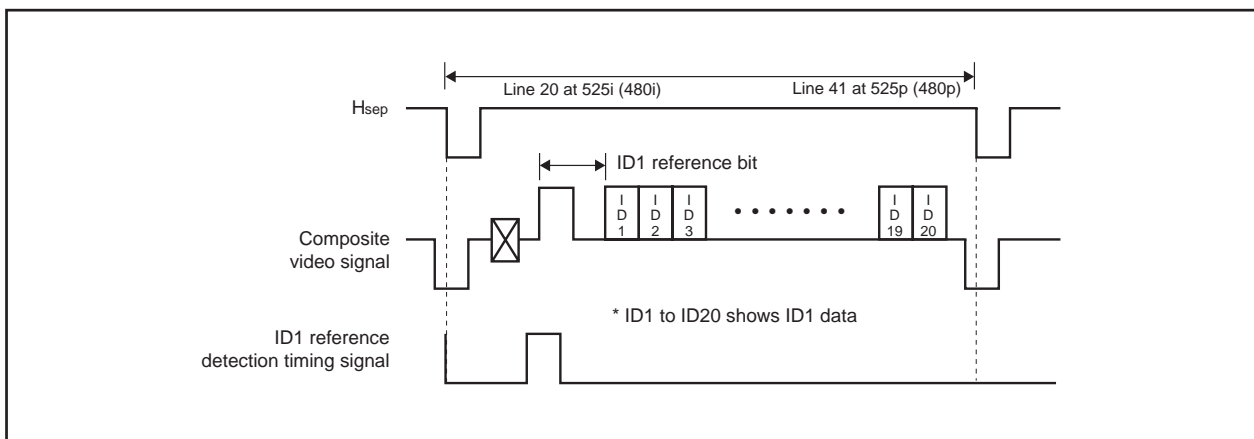 Line 20 at 525i (480i) Line 41 at 525p (480p)
Hsep
ID1 reference bit
I
D
1
I
D
2
I
D
3
I
D
19
I
D
20
Composite
video signal
* ID1 to ID20 shows ID1 data
ID1 reference
detection timing signal